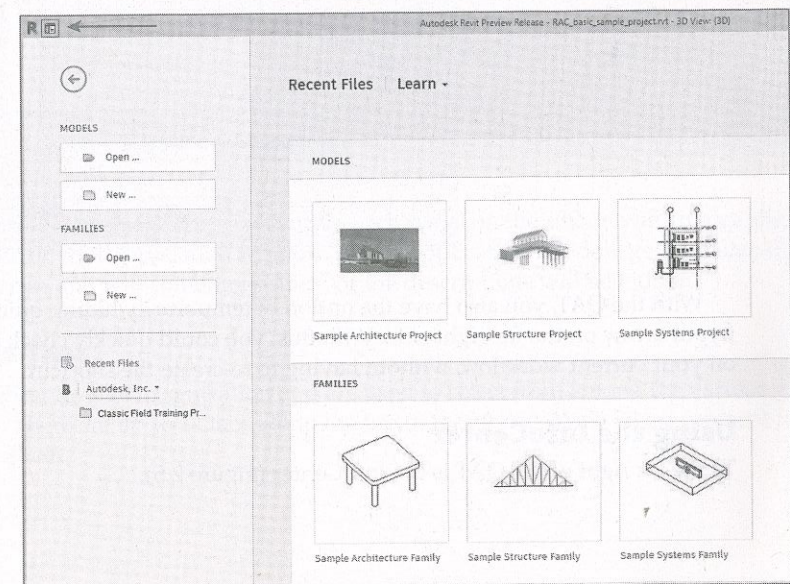 R
Autodesk Revit Preview Release - RAC_basic_sample_project.rvt - 3D View: {3D}
Recent Files Learn
MODELS
Open ...
New ...
FAMILIES
Open ...
New ...
Recent Files
B Autodesk, Inc.
Classic Field Training Pr...
MODELS
Sample Architecture Project
Sample Structure Project
Sample Systems Project
FAMILIES
Sample Architecture Family
Sample Structure Family
Sample Systems Family